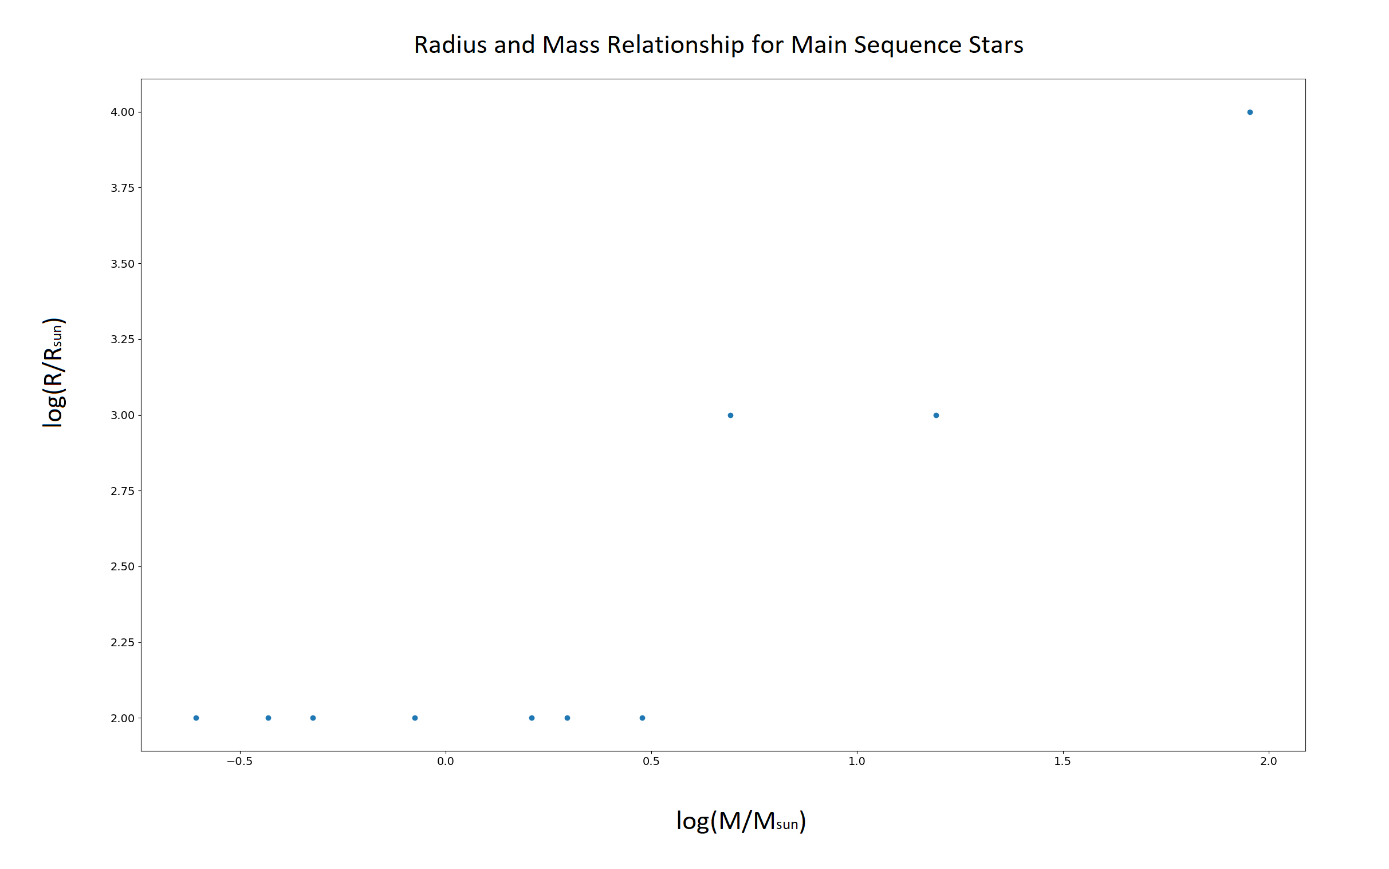 Radius and Mass Relationship for Main Sequence Stars
4.00
3.75
3.50
3.25
3.00
2.75
2.50
2.25
2.00
log(R/Rsun)
−0.5 0.0 0.5 1.0 1.5 2.0
log(M/Msun)